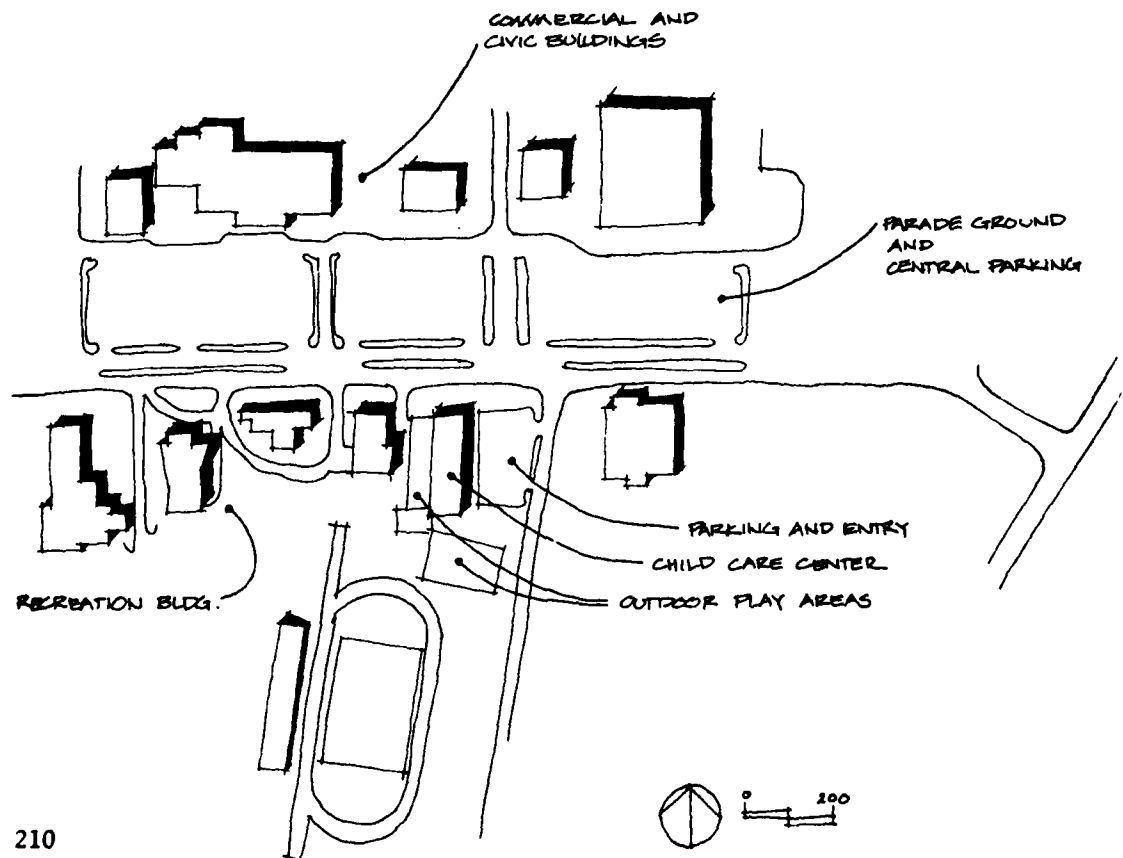 COMMERCIAL AND
CIVIC BUILDINGS
PARADE GROUND
AND
CENTRAL PARKING
PARKING AND ENTRY
CHILD CARE CENTER
RECREATION BLDG.
OUTDOOR PLAY AREAS
0 200
210